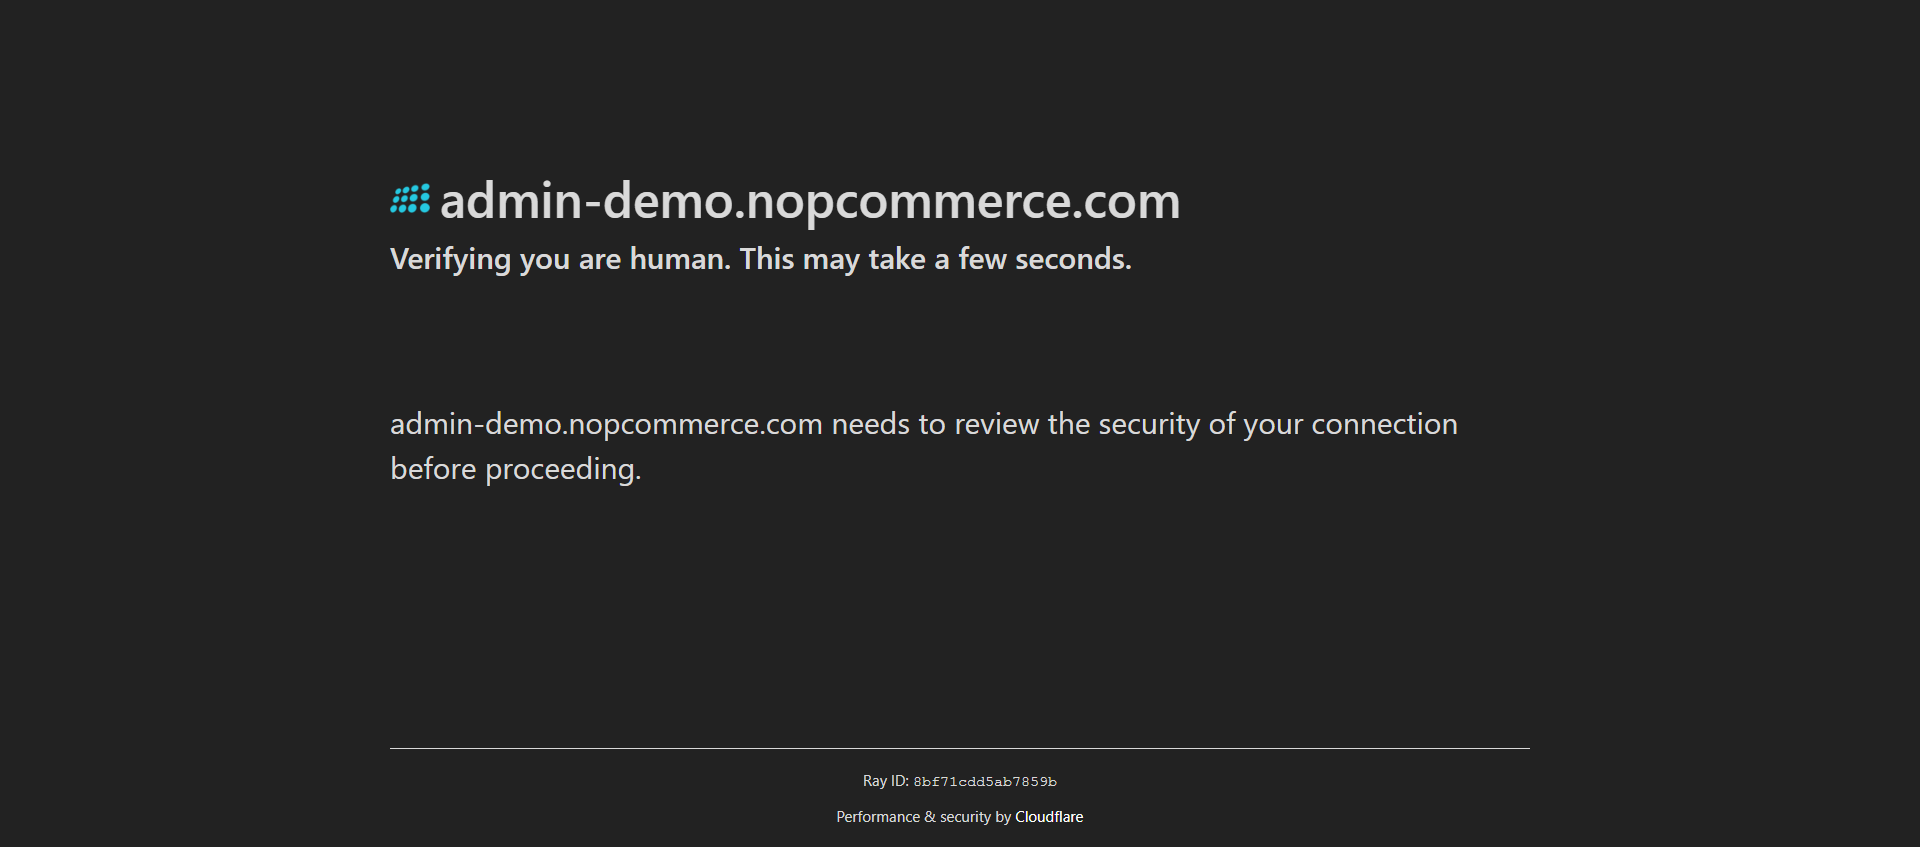 admin-demo.nopcommerce.com
Verifying you are human. This may take a few seconds.
admin-demo.nopcommerce.com needs to review the security of your connection
before proceeding.
Ray ID: 8bf71cdd5ab7859b
Performance & security by Cloudflare